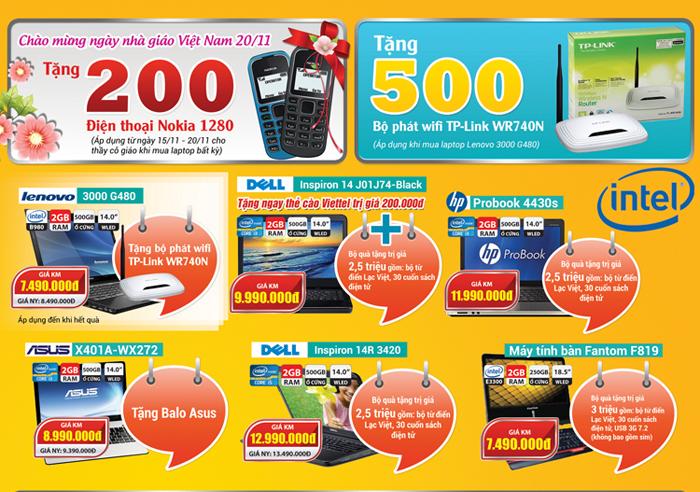 Chào mừng ngày nhà giáo Việt Nam 20/11
Tặng
200
Điện thoại Nokia 1280
(Áp dụng từ ngày 15/11 - 20/11 cho
thầy cô giáo khi mua laptop bất kỳ)
Tặng
500
Bộ phát wifi TP-Link WR740N
(Áp dụng khi mua laptop Lenovo 3000 G480)
TP-LINK
Wireless N
Router
lenovo 3000 G480
intel
B980
2GB
RAM
500GB
Ổ CỨNG
14.0"
WLED
Tặng bộ phát wifi
TP-Link WR740N
GIÁ KM
7.490.000đ
GIÁ NY: 8.490.000Đ
Áp dụng đến khi hết quà
DELL Inspiron 14 J01J74-Black
Tặng ngay thẻ cào Viettel trị giá 200.000đ
CORE i3
2GB
RAM
500GB
Ổ CỨNG
14.0"
WLED
Bộ quà tặng trị giá
2,5 triệu gồm: bộ từ điển
Lạc Việt, 30 cuốn sách
điện tử
GIÁ KM
9.990.000đ
hp Probook 4430s
2GB
RAM
500GB
Ổ CỨNG
14.0"
WLED
hp ProBook
Bộ quà tặng trị giá
2,5 triệu gồm: bộ từ điển
Lạc Việt, 30 cuốn sách
điện tử
GIÁ KM
11.990.000đ
intel
ASUS X401A-WX272
2GB
RAM
500GB
Ổ CỨNG
14.0"
WLED
ASUS
Tặng Balo Asus
GIÁ KM
8.990.000đ
GIÁ NY: 9.390.000Đ
DELL Inspiron 14R 3420
2GB
RAM
500GB
Ổ CỨNG
14.0"
WLED
Bộ quà tặng trị giá
2,5 triệu gồm: bộ từ điển
Lạc Việt, 30 cuốn sách
điện tử
GIÁ KM
12.990.000đ
GIÁ NY: 13.490.000Đ
Máy tính bàn Fantom F819
E3300
2GB
RAM
250GB
Ổ CỨNG
18.5"
WLED
Bộ quà tặng trị giá
3 triệu gồm: bộ từ điển
Lạc Việt, 30 cuốn sách
điện tử, USB 3G 7.2
(không bao gồm sim)
GIÁ KM
7.490.000đ